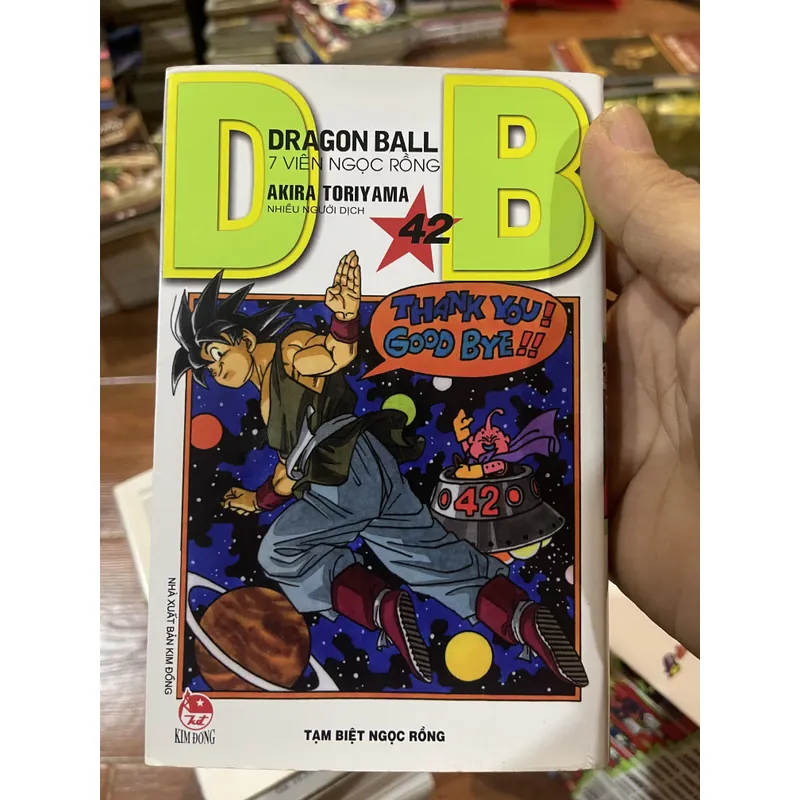 D B
DRAGON BALL
7 VIÊN NGỌC RỒNG
AKIRA TORIYAMA
NHIỀU NGƯỜI DỊCH
42
THANK YOU!
GOOD BYE!!
42
NHÀ XUẤT BẢN KIM ĐỒNG
KIM ĐỒNG
TẠM BIỆT NGỌC RỒNG